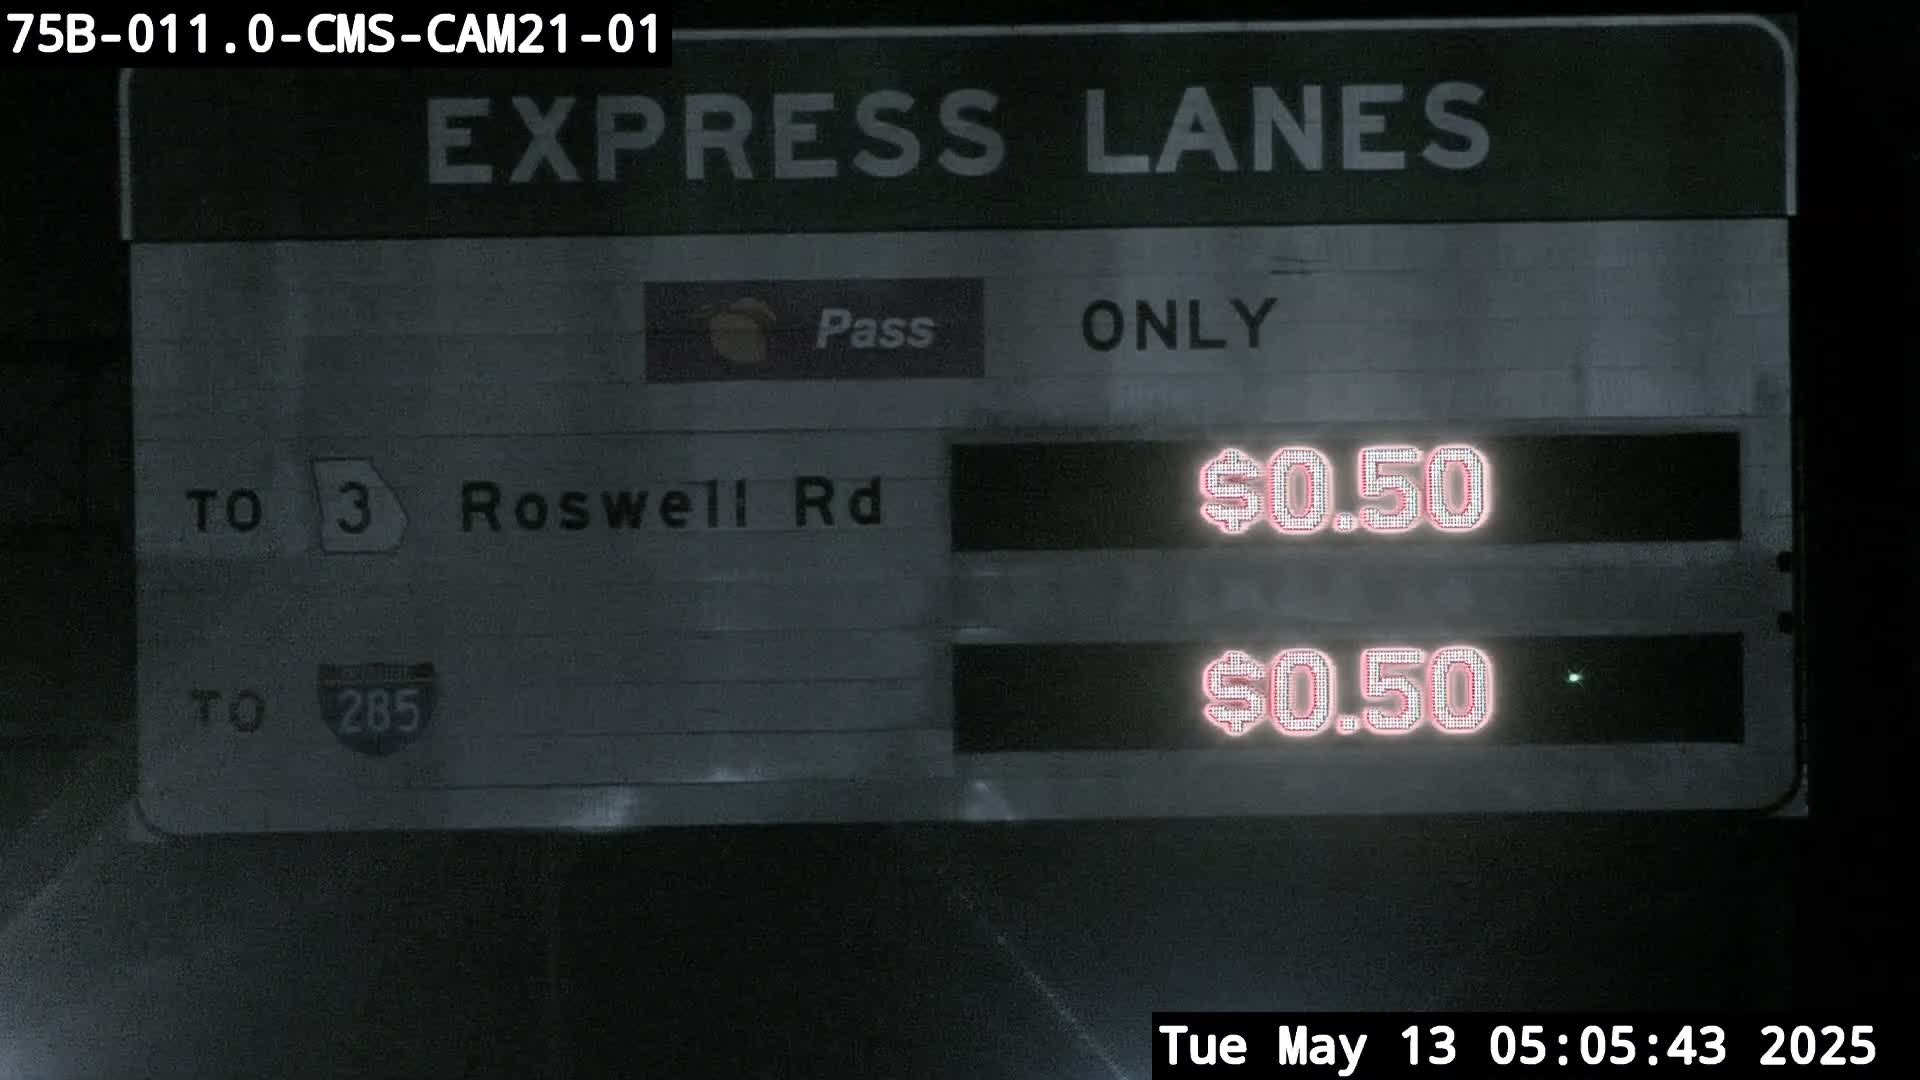 75B-011.0-CMS-CAM21-01
EXPRESS LANES
Pass ONLY
TO 3 Roswell Rd $0.50
TO 285 $0.50
Tue May 13 05:05:43 2025